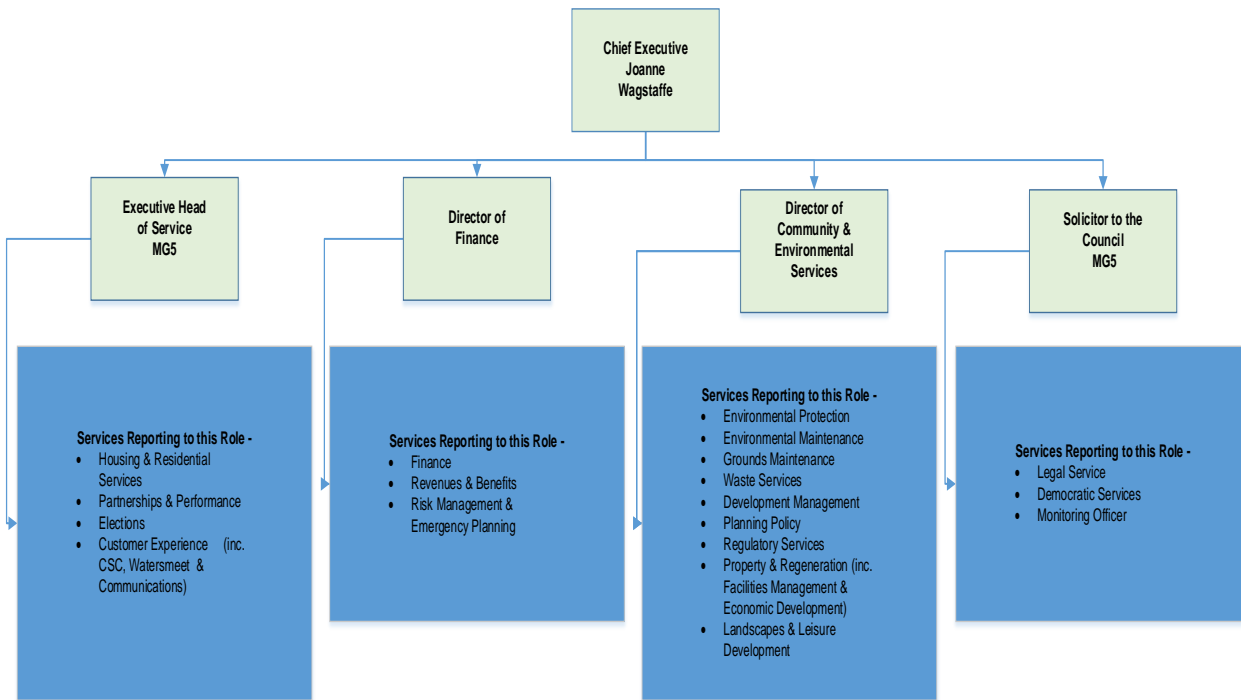 Chief Executive
Joanne
Wagstaffe
Executive Head
of Service
MG5
Director of
Finance
Director of
Community &
Environmental
Services
Solicitor to the
Council
MG5
Services Reporting to this Role -
• Housing & Residential
Services
• Partnerships & Performance
• Elections
• Customer Experience (inc.
CSC, Watersmeet &
Communications)
Services Reporting to this Role -
• Finance
• Revenues & Benefits
• Risk Management &
Emergency Planning
Services Reporting to this Role -
• Environmental Protection
• Environmental Maintenance
• Grounds Maintenance
• Waste Services
• Development Management
• Planning Policy
• Regulatory Services
• Property & Regeneration (inc.
Facilities Management &
Economic Development)
• Landscapes & Leisure
Development
Services Reporting to this Role -
• Legal Service
• Democratic Services
• Monitoring Officer